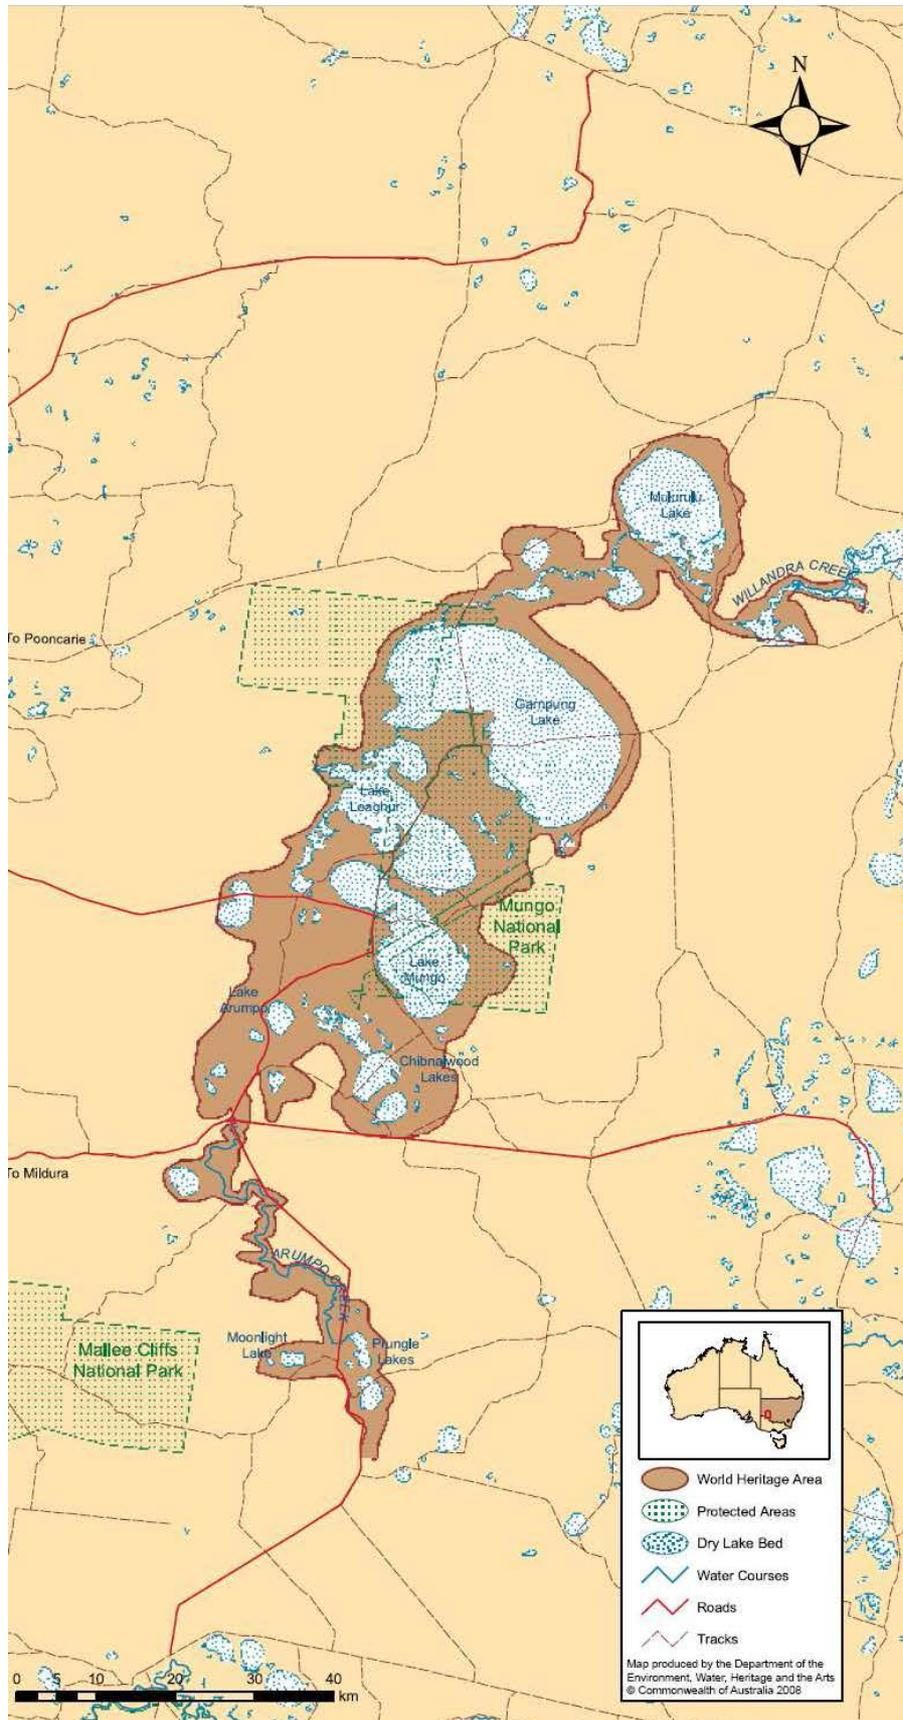 N
Mulurulu
Lake
WILLANDRA CREEK
To Pooncarie
Garnpung
Lake
Lake
Leaghur
Mungo
National
Park
Lake
Mungo
Lake
Arumpo
Chibnalwood
Lakes
To Mildura
ARUMPO CREEK
Moonlight
Lake
Prungle
Lakes
Mallee Cliffs
National Park
World Heritage Area
Protected Areas
Dry Lake Bed
Water Courses
Roads
Tracks
Map produced by the Department of the
Environment, Water, Heritage and the Arts
© Commonwealth of Australia 2008
0 5 10 20 30 40
km